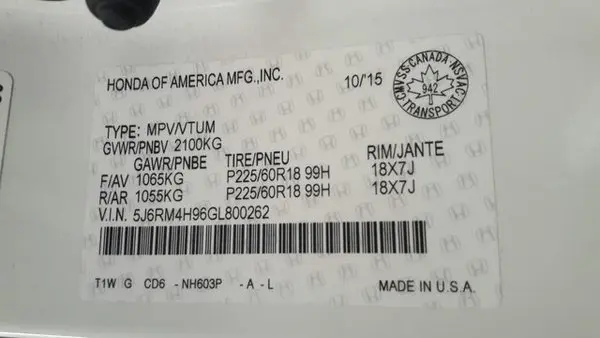 HONDA OF AMERICA MFG.,INC. 10/'15
CMVSS-CANADA-NSVAC
942
TRANSPORT
TYPE: MPV/VTUM
GVWR/PNBV 2100KG
GAWR/PNBE TIRE/PNEU RIM/JANTE
F/AV 1065KG P225/60R18 99H 18X7J
R/AR 1055KG P225/60R18 99H 18X7J
V.I.N. 5J6RM4H96GL800262
T1W G CD6 - NH603P - A - L MADE IN U.S.A.